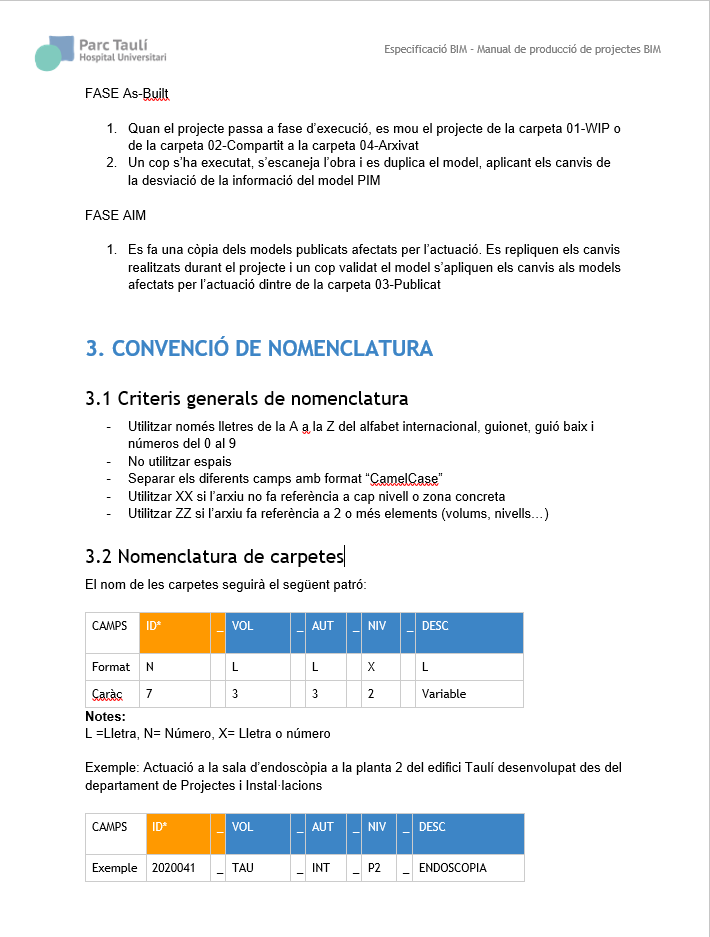 Parc Taulí
Hospital Universitari
Especificació BIM - Manual de producció de projectes BIM
FASE As-Built
1. Quan el projecte passa a fase d’execució, es mou el projecte de la carpeta 01-WIP o
de la carpeta 02-Compartit a la carpeta 04-Arxivat
2. Un cop s’ha executat, s’escaneja l’obra i es duplica el model, aplicant els canvis de
la desviació de la informació del model PIM
FASE AIM
1. Es fa una còpia dels models publicats afectats per l’actuació. Es repliquen els canvis
realitzats durant el projecte i un cop validat el model s’apliquen els canvis als models
afectats per l’actuació dintre de la carpeta 03-Publicat
3. CONVENCIÓ DE NOMENCLATURA
3.1 Criteris generals de nomenclatura
- Utilitzar només lletres de la A a la Z del alfabet internacional, guionet, guió baix i
números del 0 al 9
- No utilitzar espais
- Separar els diferents camps amb format “CamelCase”
- Utilitzar XX si l’arxiu no fa referència a cap nivell o zona concreta
- Utilitzar ZZ si l’arxiu fa referència a 2 o més elements (volums, nivells…)
3.2 Nomenclatura de carpetes
El nom de les carpetes seguirà el següent patró:
CAMPS ID* _ VOL _ AUT _ NIV _ DESC
Format N L L X L
Caràc 7 3 3 2 Variable
Notes:
L =Lletra, N= Número, X= Lletra o número
Exemple: Actuació a la sala d’endoscòpia a la planta 2 del edifici Taulí desenvolupat des del
departament de Projectes i Instal·lacions
CAMPS ID* _ VOL _ AUT _ NIV _ DESC
Exemple 2020041 _ TAU _ INT _ P2 _ ENDOSCOPIA